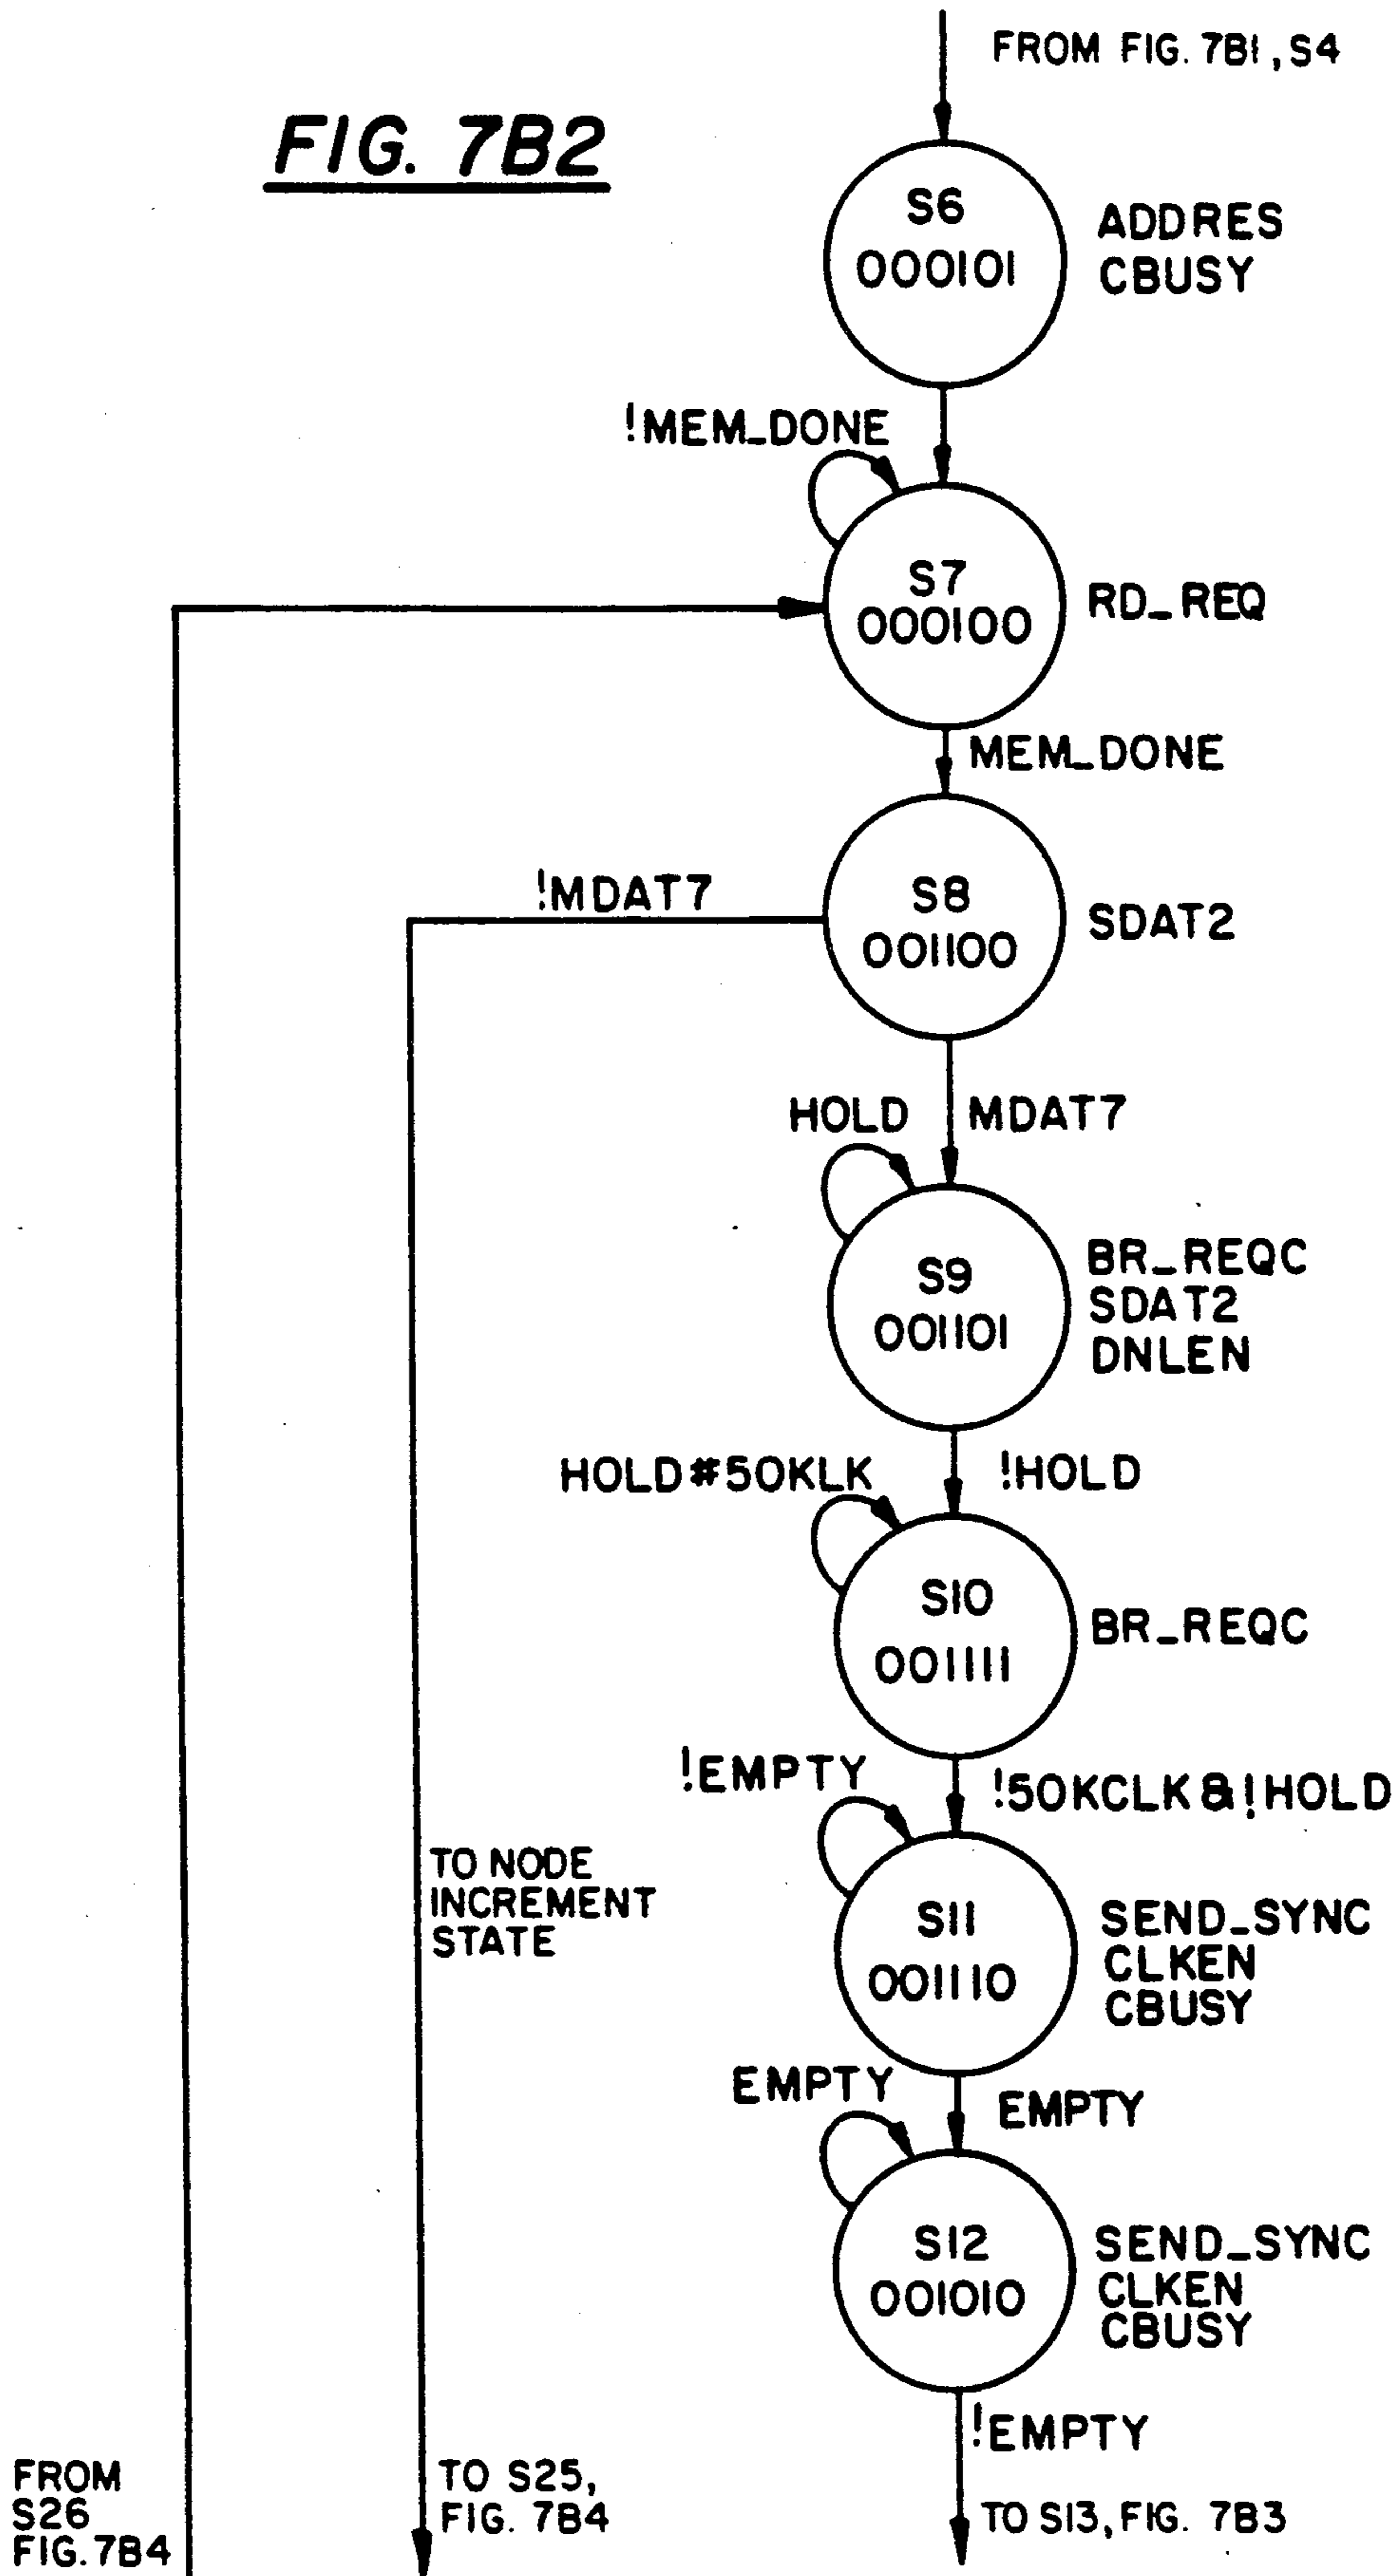 FROM FIG. 7B1, S4
FIG. 7B2
S6
000101
ADDRES
CBUSY
!MEM_DONE
S7
000100
RD_REQ
MEM_DONE
!MDAT7
S8
001100
SDAT2
HOLD
MDAT7
S9
001101
BR_REQC
SDAT2
DNLEN
HOLD#50KLK
!HOLD
S10
001111
BR_REQC
!EMPTY
!50KCLK&!HOLD
TO NODE
INCREMENT
STATE
S11
001110
SEND_SYNC
CLKEN
CBUSY
EMPTY
EMPTY
S12
001010
SEND_SYNC
CLKEN
CBUSY
!EMPTY
FROM
S26
FIG. 7B4
TO S25,
FIG. 7B4
TO S13, FIG. 7B3